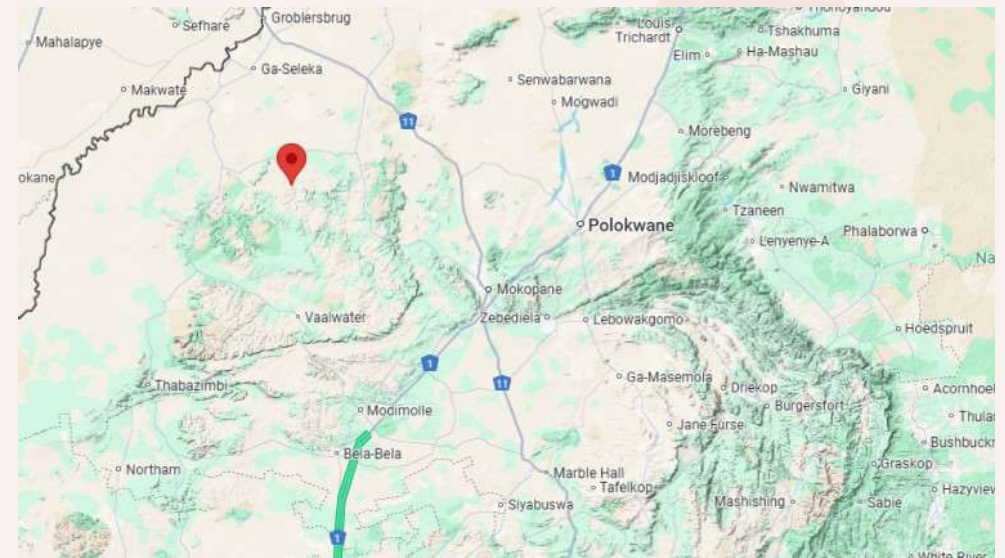 Groblersbrug
Sefhare
Mahalapye
Louis
Trichardt
Tshakhuma
Elim
Ha-Mashau
Ga-Seleka
Makwate
Senwabarwana
Giyani
Mogwadi
11
Morebeng
1
Modjadjiskloof
Nwamitwa
okane
Tzaneen
Polokwane
Phalaborwa
Lenyenye-A
Na
Mokopane
Vaalwater
Zebediela
Lebowakgomo
Hoedspruit
1
11
Ga-Masemola
Thabazimbi
Driekop
Acornhoek
Burgersfort
Modimolle
Jane Furse
Thula
Bushbuckr
Bela-Bela
Northam
Marble Hall
Graskop
Tafelkop
Hazyview
Siyabuswa
Mashishing
Sabie
1
White River